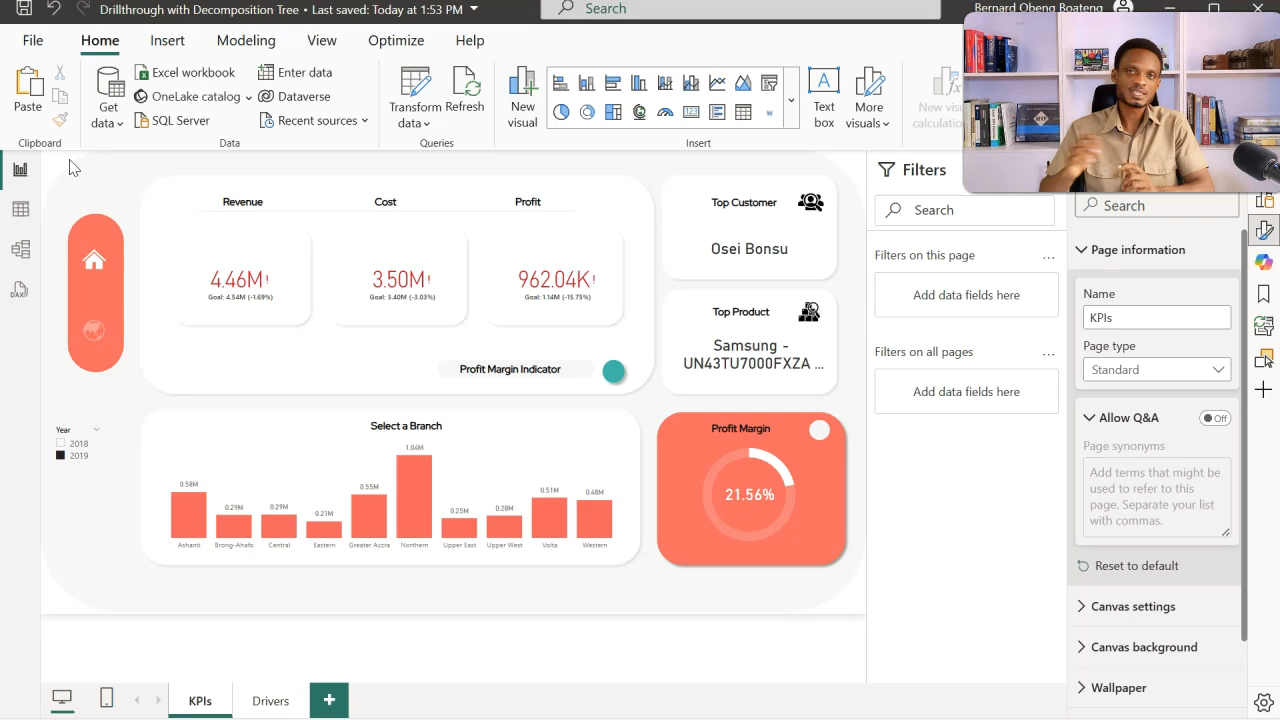 Drillthrough with Decomposition Tree • Last saved: Today at 1:53 PM
Search
Bernard Obeng Boateng
File
Home
Insert
Modeling
View
Optimize
Help
Paste
Clipboard
Get data
Excel workbook
OneLake catalog
SQL Server
Enter data
Dataverse
Recent sources
Data
Transform data
Refresh
Queries
New visual
Text box
More visuals
Insert
New visual
calculation
Filters
Search
Filters on this page
...
Add data fields here
Filters on all pages
...
Add data fields here
Search
Page information
Name
KPIs
Page type
Standard
Allow Q&A
Off
Page synonyms
Add terms that might be
used to refer to this
page. Separate your list
with commas.
Reset to default
Canvas settings
Canvas background
Wallpaper
Revenue
Cost
Profit
4.46M!
Goal: 4.54M (-1.69%)
3.50M!
Goal: 3.40M (-3.03%)
962.04K!
Goal: 1.14M (-15.75%)
Profit Margin Indicator
Top Customer
Osei Bonsu
Top Product
Samsung -
UN43TU7000FXZA ...
Year
2018
2019
Select a Branch
0.58M
0.29M
0.29M
0.21M
0.55M
1.04M
0.25M
0.28M
0.51M
0.48M
Ashanti
Brong-Ahafo
Central
Eastern
Greater Accra
Northern
Upper East
Upper West
Volta
Western
Profit Margin
21.56%
KPIs
Drivers
DAX